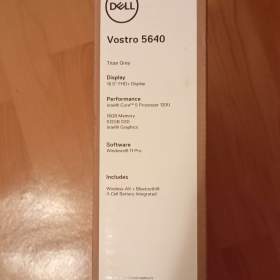 DELL
Vostro 5640
Titan Grey
Display
16.0" FHD+ Display
Performance
Intel® Core™ 5 Processor 120U
16GB Memory
512GB SSD
Intel® Graphics
Software
Windows® 11 Pro
Includes
Wireless AX + Bluetooth®
4 Cell Battery Integrated